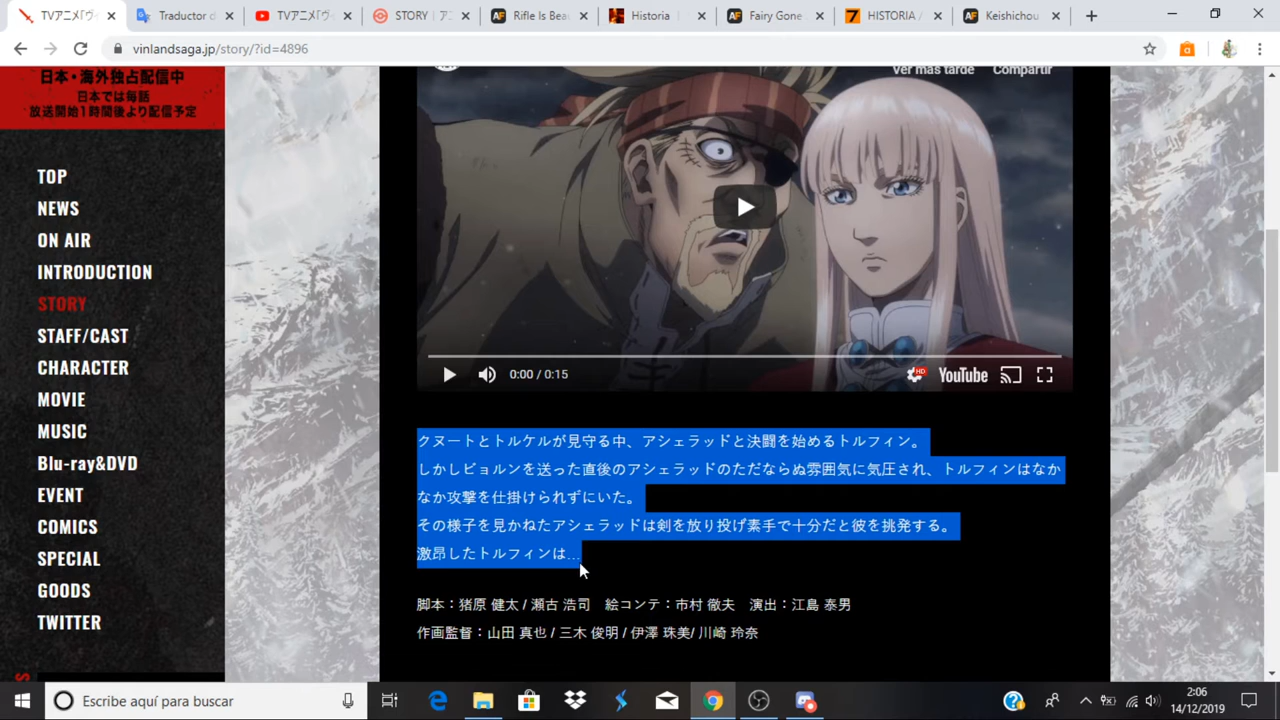 TVアニメ「ヴィ
Traductor d
TVアニメ「ヴィ
STORY | アニ
Rifle Is Beau
Historia
Fairy Gone
HISTORIA /
Keishichou
vinlandsaga.jp/story/?id=4896
日本・海外独占配信中
日本では毎話
放送開始1時間後より配信予定
TOP
NEWS
ON AIR
INTRODUCTION
STORY
STAFF/CAST
CHARACTER
MOVIE
MUSIC
Blu-ray&DVD
EVENT
COMICS
SPECIAL
GOODS
TWITTER
Ver más tarde
Compartir
0:00 / 0:15
HD
YouTube
クヌートとトルケルが見守る中、アシェラッドと決闘を始めるトルフィン。
しかしビョルンを送った直後のアシェラッドのただならぬ雰囲気に気圧され、トルフィンはなか
なか攻撃を仕掛けられずにいた。
その様子を見かねたアシェラッドは剣を放り投げ素手で十分だと彼を挑発する。
激昂したトルフィンは…
脚本：猪原 健太 / 瀬古 浩司　絵コンテ：市村 徹夫　演出：江島 泰男
作画監督：山田 真也 / 三木 俊明 / 伊澤 珠美/ 川崎 玲奈
Escribe aquí para buscar
2:06
14/12/2019